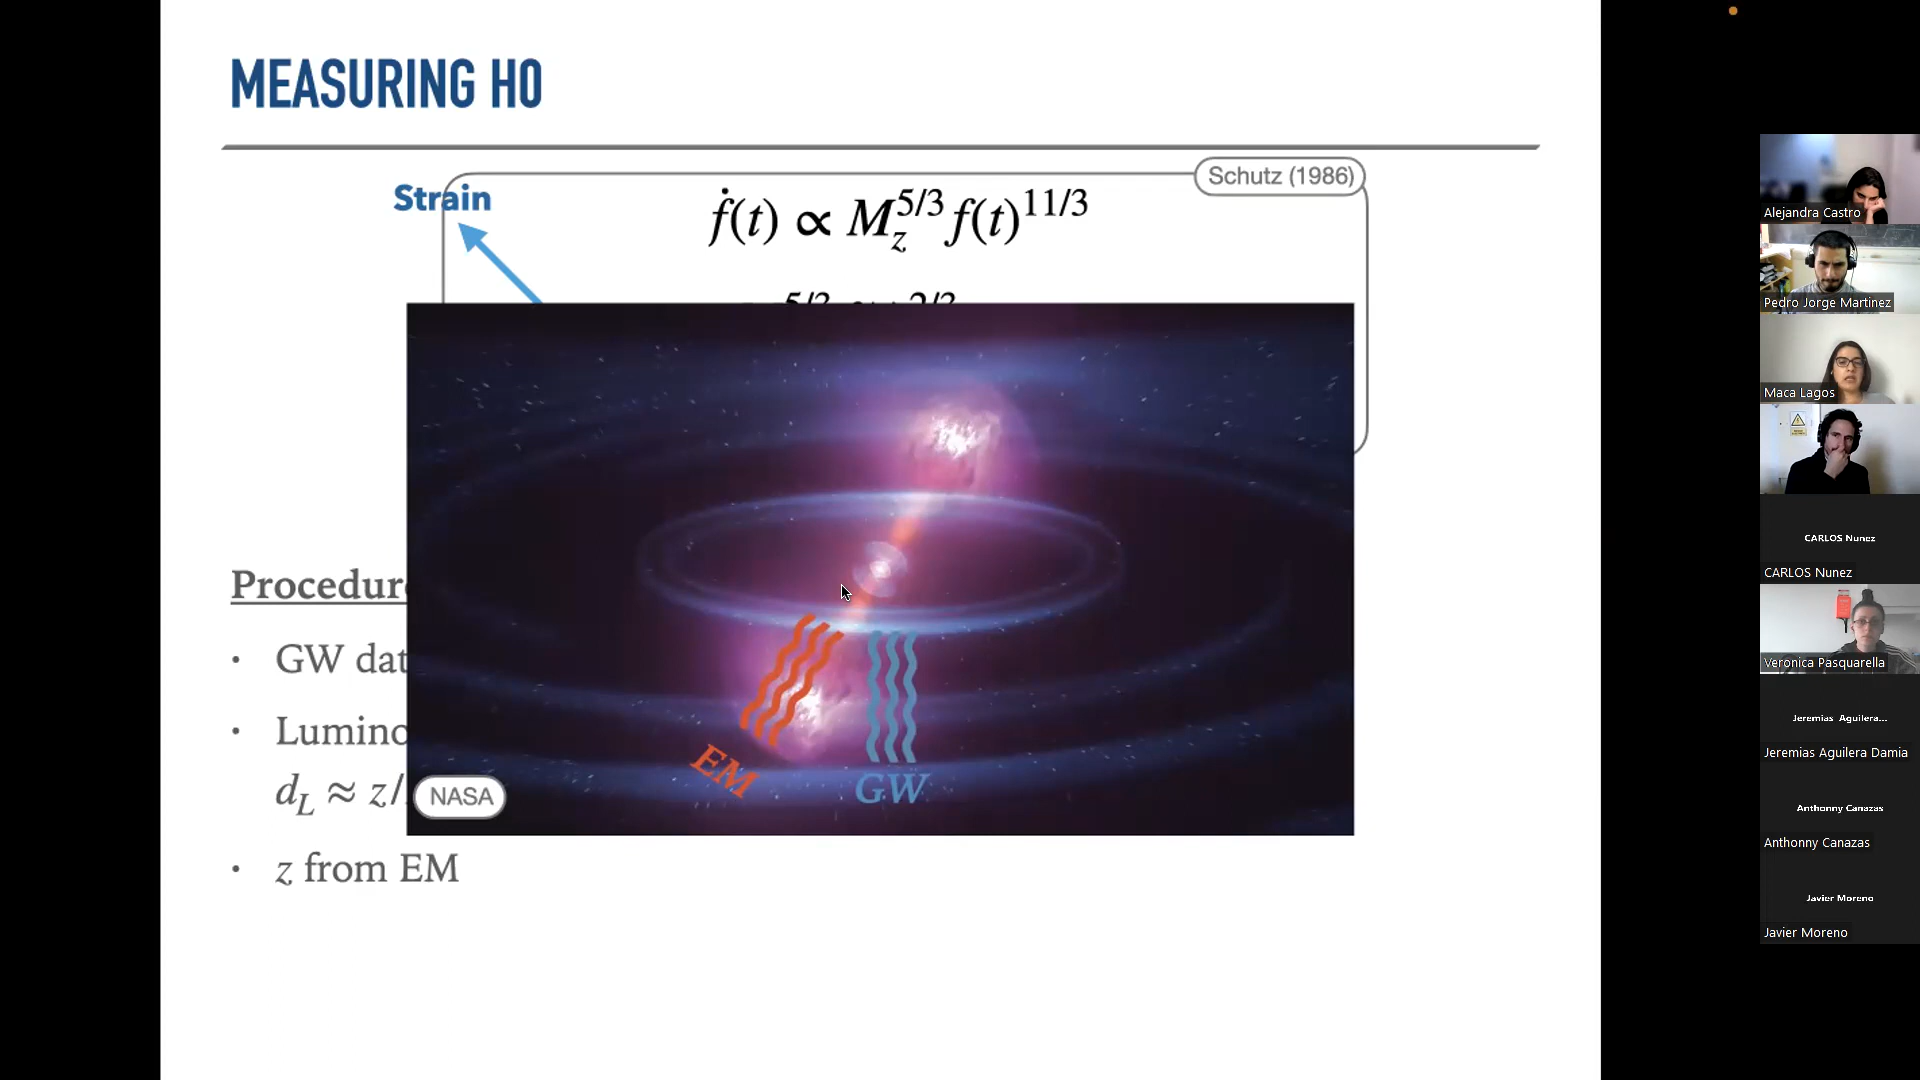 MEASURING H0
Schutz (1986)
Strain
ḟ(t) ∝ M_z^{5/3} f(t)^{11/3}
Procedur
• GW dat
• Lumino
d_L ≈ z/
NASA
EM
GW
• z from EM
Alejandra Castro
Pedro Jorge Martinez
Maca Lagos
CARLOS Nunez
CARLOS Nunez
Veronica Pasquarella
Jeremias Aguilera...
Jeremias Aguilera Damia
Anthonny Canazas
Anthonny Canazas
Javier Moreno
Javier Moreno